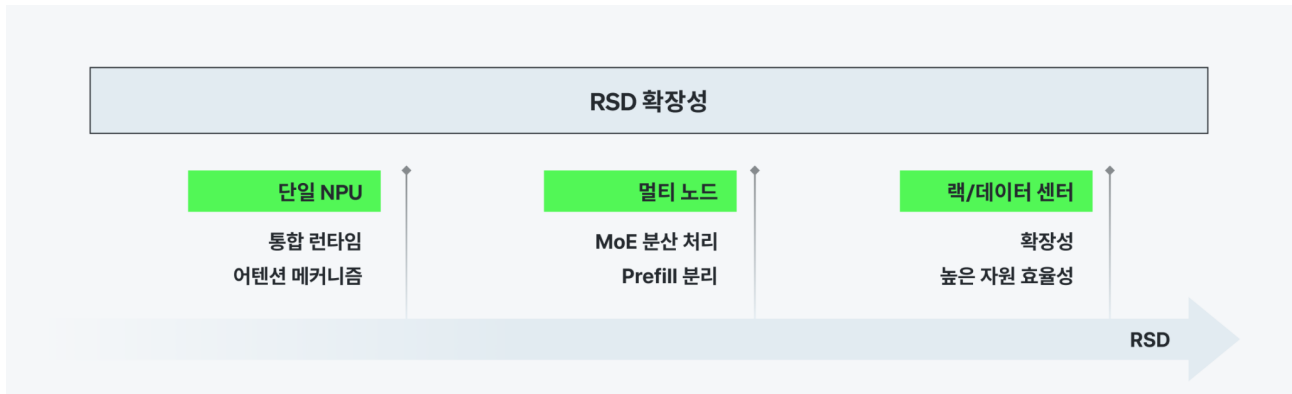 RSD 확장성
단일 NPU
통합 런타임
어텐션 메커니즘
멀티 노드
MoE 분산 처리
Prefill 분리
랙/데이터 센터
확장성
높은 자원 효율성
RSD